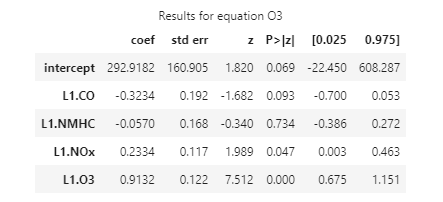 Results for equation O3
coef std err z P>|z| [0.025 0.975]
intercept 292.9182 160.905 1.820 0.069 -22.450 608.287
L1.CO -0.3234 0.192 -1.682 0.093 -0.700 0.053
L1.NMHC -0.0570 0.168 -0.340 0.734 -0.386 0.272
L1.NOx 0.2334 0.117 1.989 0.047 0.003 0.463
L1.O3 0.9132 0.122 7.512 0.000 0.675 1.151